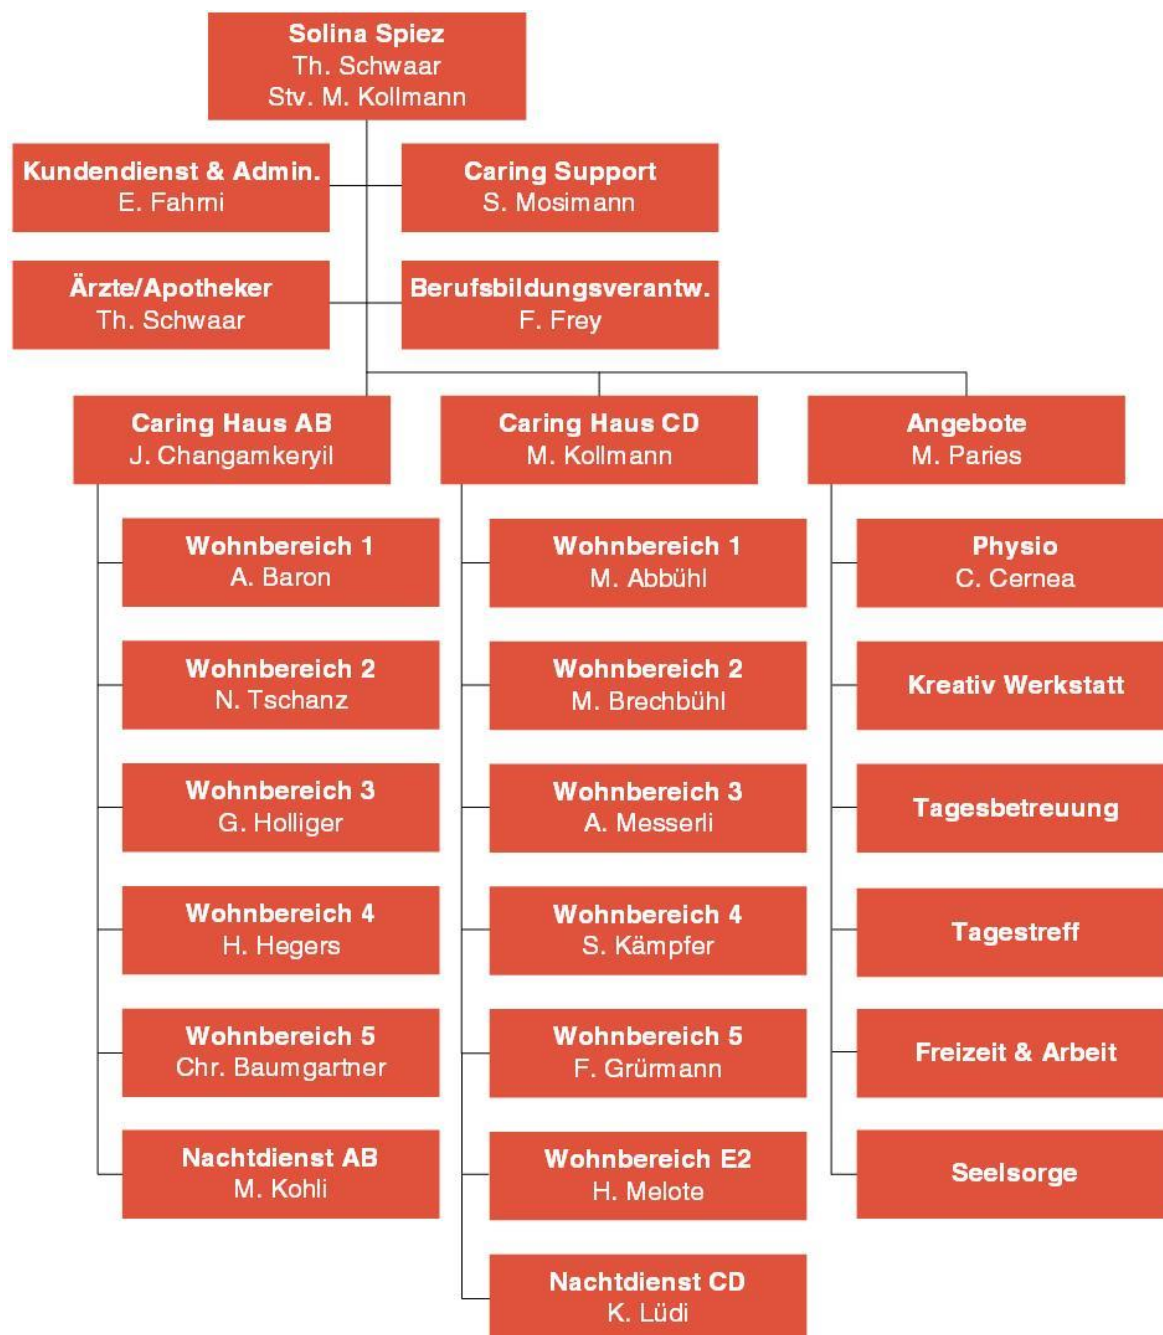 Solina Spiez
Th. Schwaar
Stv. M. Kollmann
Kundendienst & Admin.
E. Fahrni
Caring Support
S. Mosimann
Ärzte/Apotheker
Th. Schwaar
Berufsbildungsverantw.
F. Frey
Caring Haus AB
J. Changamkeryil
Wohnbereich 1
A. Baron
Wohnbereich 2
N. Tschanz
Wohnbereich 3
G. Holliger
Wohnbereich 4
H. Hegers
Wohnbereich 5
Chr. Baumgartner
Nachtdienst AB
M. Kohli
Caring Haus CD
M. Kollmann
Wohnbereich 1
M. Abbühl
Wohnbereich 2
M. Brechbühl
Wohnbereich 3
A. Messerli
Wohnbereich 4
S. Kämpfer
Wohnbereich 5
F. Grürmann
Wohnbereich E2
H. Melote
Nachtdienst CD
K. Lüdi
Angebote
M. Paries
Physio
C. Cernea
Kreativ Werkstatt
Tagesbetreuung
Tagestreff
Freizeit & Arbeit
Seelsorge